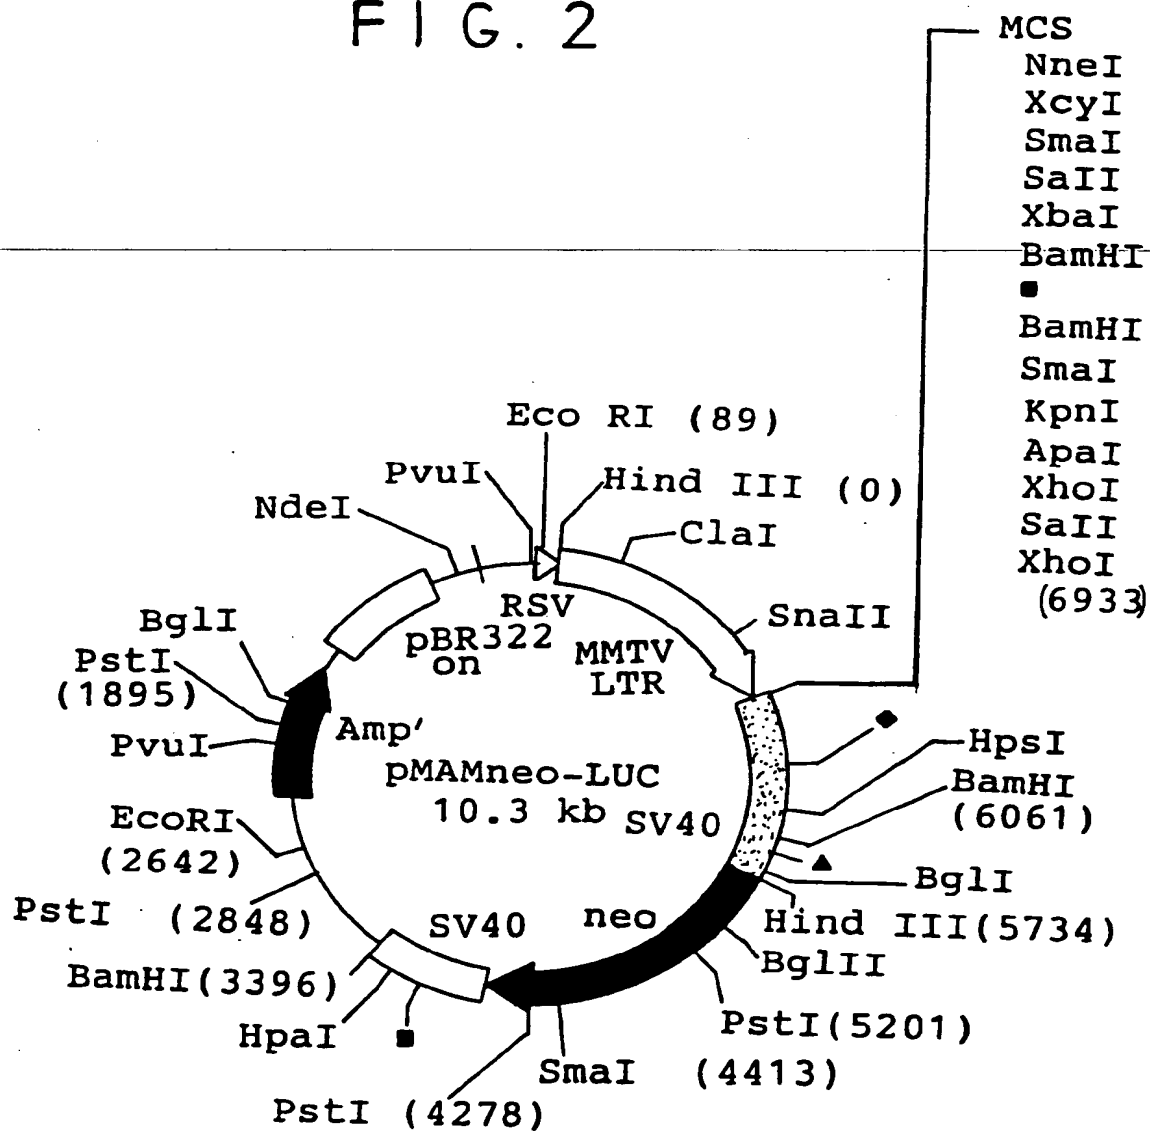 FIG. 2
MCS
NneI
XcyI
SmaI
SaII
XbaI
BamHI
■
BamHI
SmaI
KpnI
ApaI
XhoI
SaII
XhoI
(6933)
Eco RI (89)
PvuI
Hind III (0)
NdeI
ClaI
RSV
SnaII
BglI
pBR322
on
MMTV
LTR
PstI
(1895)
Amp'
PvuI
HpsI
pMAMneo-LUC
10.3 kb
BamHI
(6061)
SV40
EcoRI
(2642)
BglI
PstI (2848)
SV40
neo
Hind III(5734)
BglII
BamHI(3396)
HpaI
PstI(5201)
SmaI (4413)
PstI (4278)